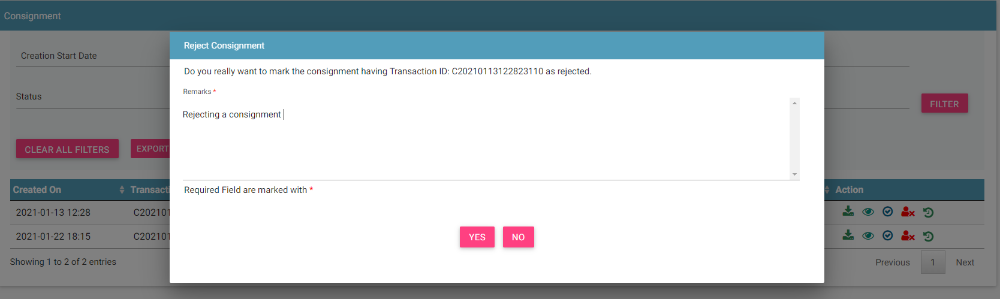 Consignment
Reject Consignment
Creation Start Date
Do you really want to mark the consignment having Transaction ID: C20210113122823110 as rejected.
Remarks *
Status
Rejecting a consignment
FILTER
CLEAR ALL FILTERS
EXPORT
Required Field are marked with *
Created On
Action
2021-01-13 12:28
2021-01-22 18:15
YES NO
Showing 1 to 2 of 2 entries
Previous 1 Next